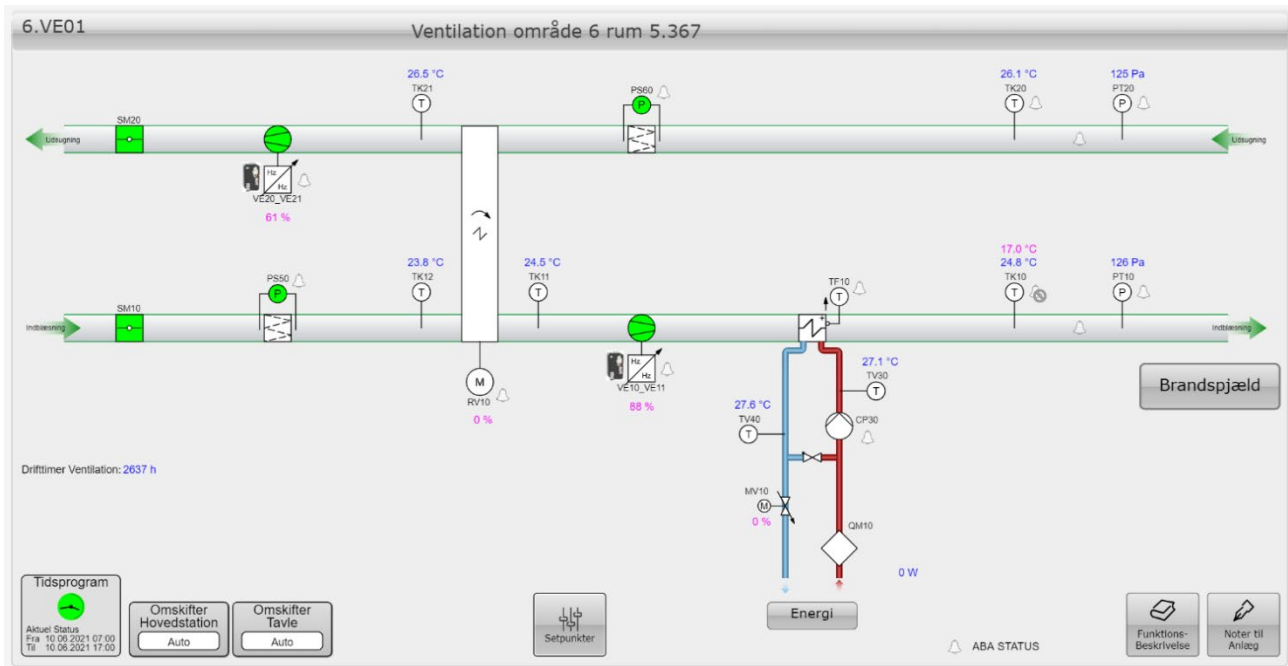 6.VE01
Ventilation område 6 rum 5.367
26.5 °C
TK21
T
PS60
P
26.1 °C
TK20
T
125 Pa
PT20
P
SM20
Udsugning
Udsugning
Hz
Hz
VE20_VE21
61 %
PS50
P
23.8 °C
TK12
T
24.5 °C
TK11
T
TF10
T
17.0 °C
24.8 °C
TK10
T
126 Pa
PT10
P
SM10
Indblæsning
Indblæsning
Hz
Hz
VE10_VE11
88 %
M
RV10
0 %
27.1 °C
TV30
T
27.6 °C
TV40
T
CP30
Brandspjæld
Drifttimer Ventilation: 2637 h
MV10
M
0 %
QM10
0 W
Tidsprogram
Aktuel Status
Fra 10.06.2021 07:00
Til 10.06.2021 17:00
Omskifter
Hovedstation
Auto
Omskifter
Tavle
Auto
Setpunkter
Energi
ABA STATUS
Funktions-
Beskrivelse
Noter til
Anlæg